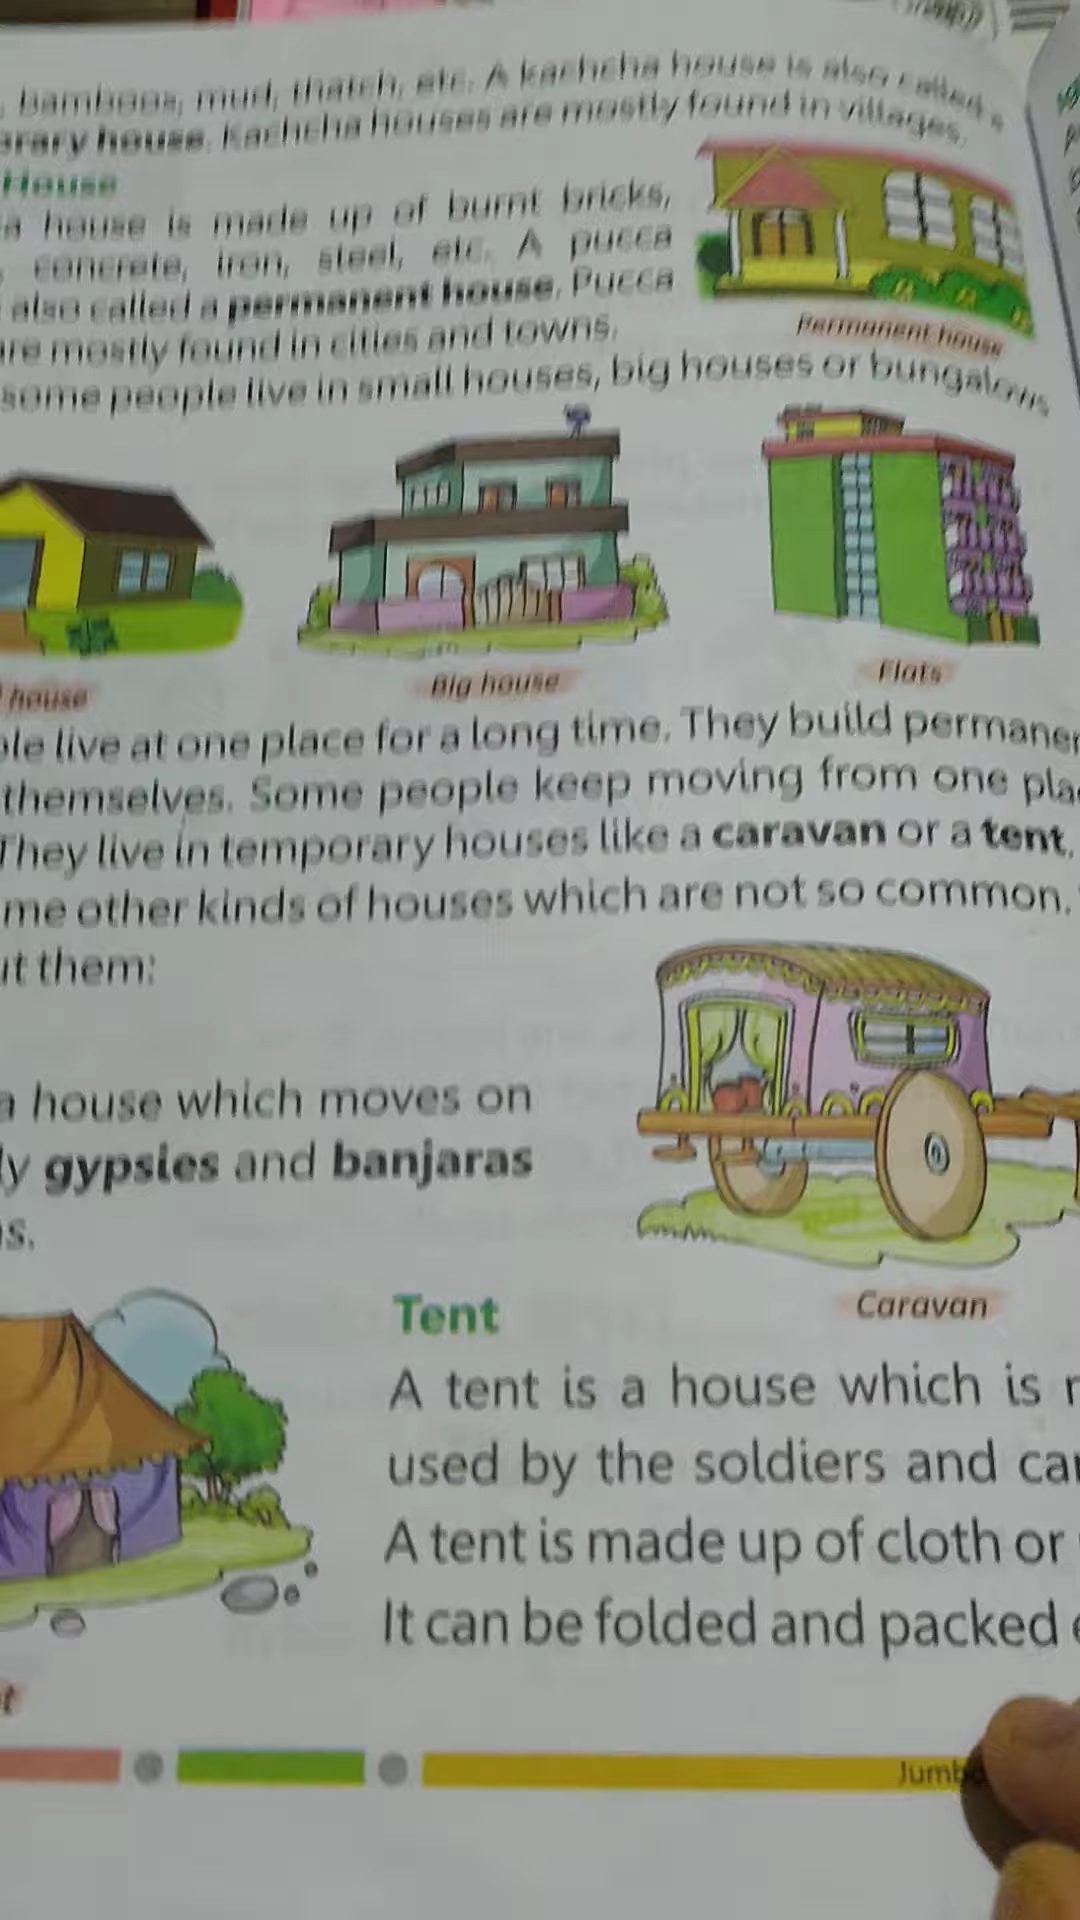 bamboos, mud, thatch, etc. A kachcha house is also called a
rary house. Kachcha houses are mostly found in villages.
House
a house is made up of burnt bricks,
concrete, iron, steel, etc. A pucca
also called a permanent house. Pucca
are mostly found in cities and towns.
Permanent house
some people live in small houses, big houses or bungalows
house
Big house
Flats
ple live at one place for a long time. They build permanen
themselves. Some people keep moving from one pla
They live in temporary houses like a caravan or a tent.
me other kinds of houses which are not so common.
ut them:
a house which moves on
ly gypsies and banjaras
s.
Caravan
Tent
A tent is a house which is
used by the soldiers and ca
A tent is made up of cloth or
It can be folded and packed
t
Jumb